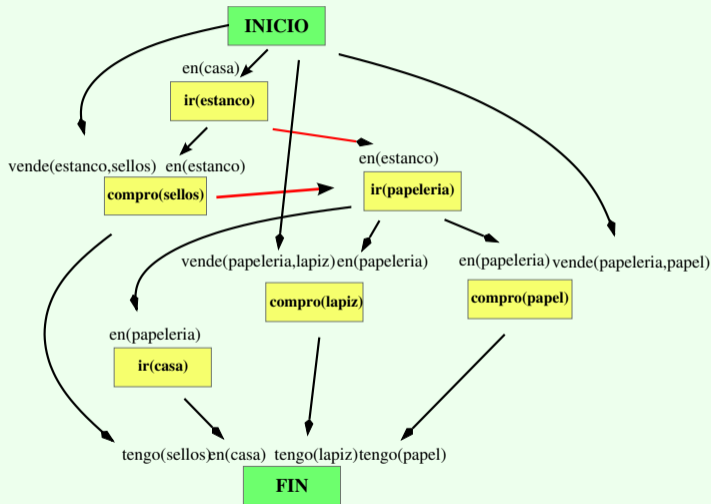 INICIO
en(casa)
ir(estanco)
vende(estanco,sellos) en(estanco)
en(estanco)
compro(sellos)
ir(papeleria)
vende(papeleria,lapiz) en(papeleria)
en(papeleria) vende(papeleria,papel)
compro(lapiz)
compro(papel)
en(papeleria)
ir(casa)
tengo(sellos) en(casa) tengo(lapiz) tengo(papel)
FIN